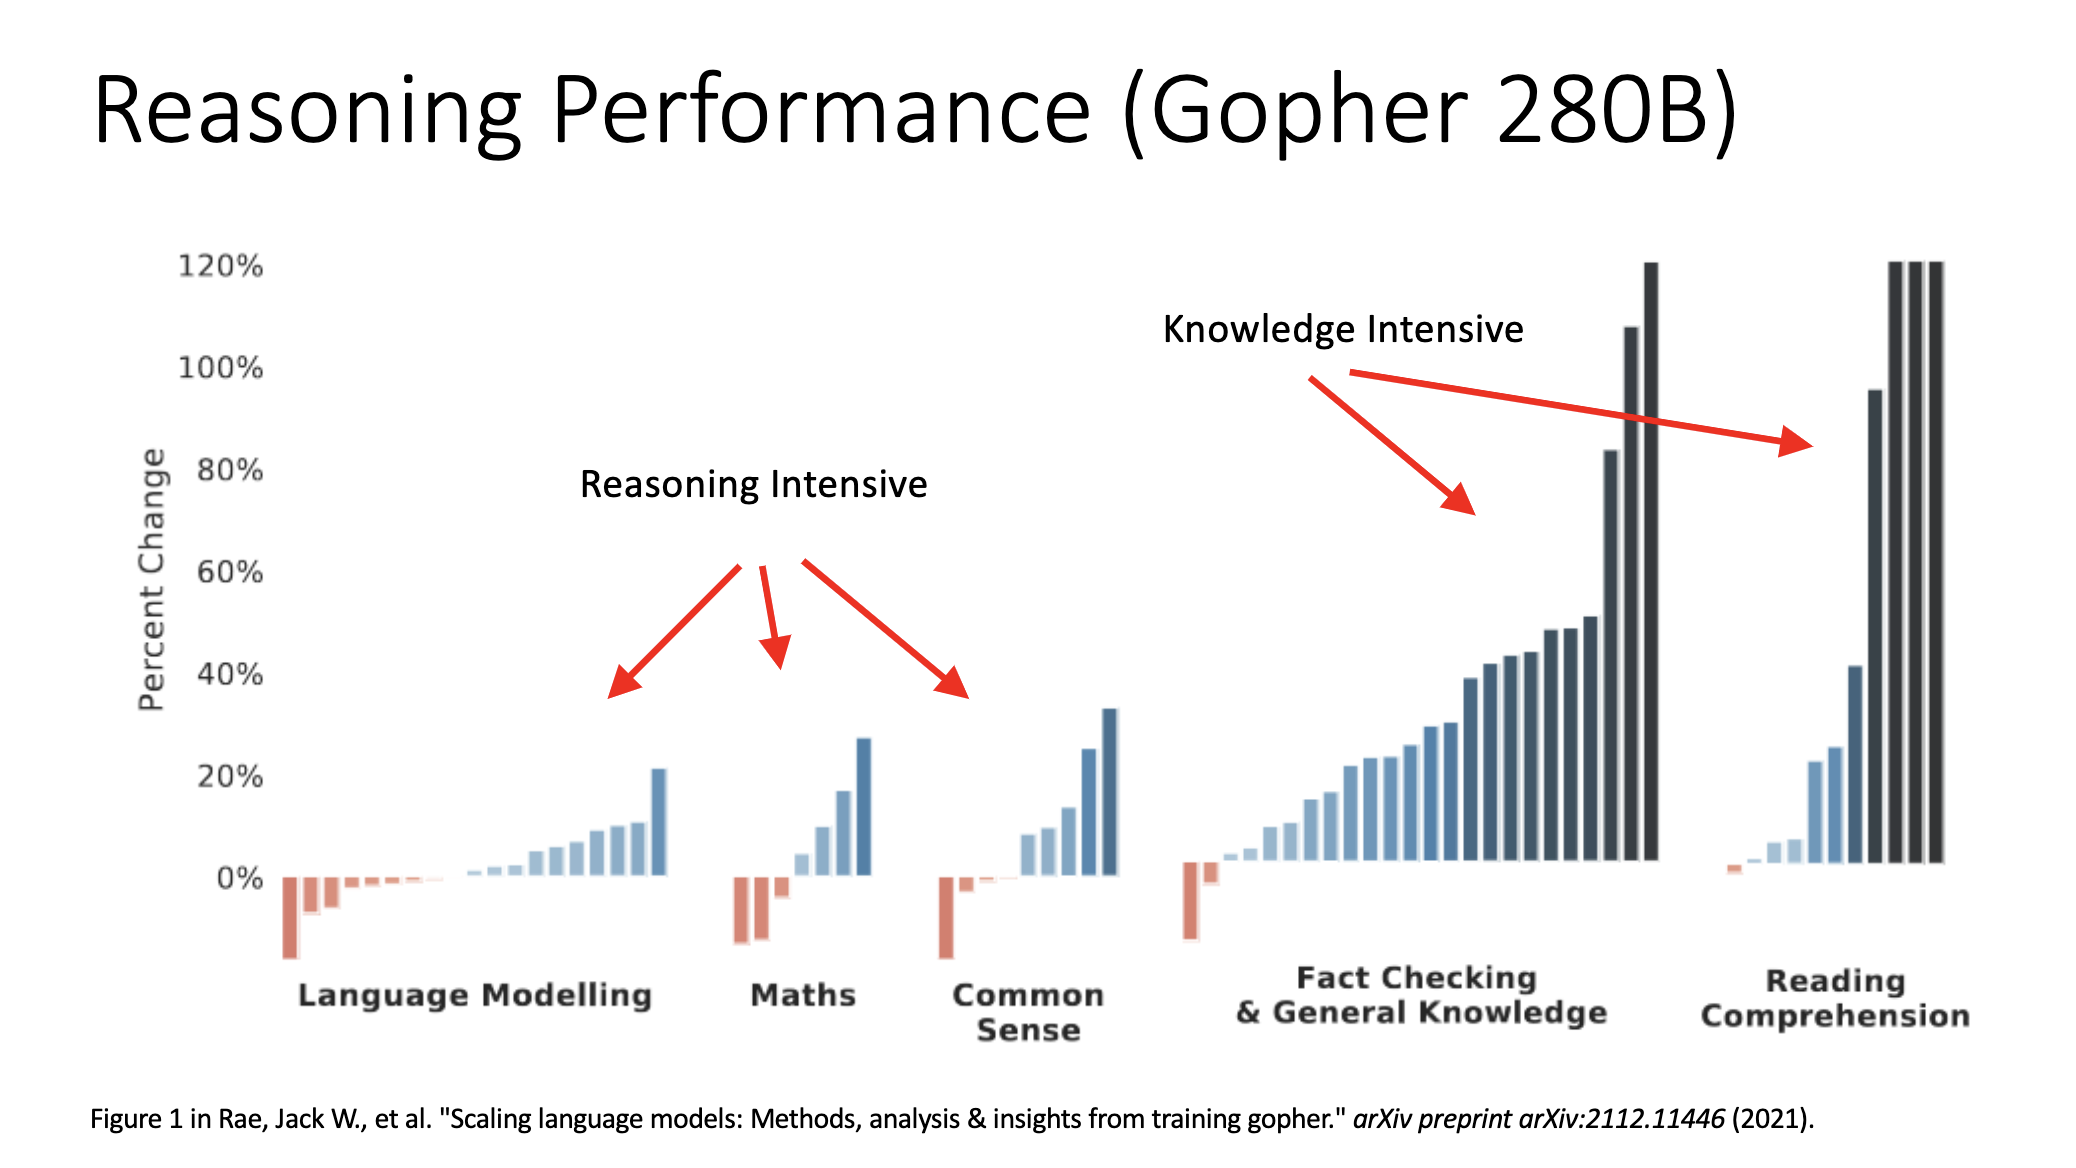 Reasoning Performance (Gopher 280B)
120%
100%
80%
60%
40%
20%
0%
Percent Change
Reasoning Intensive
Knowledge Intensive
Language Modelling
Maths
Common
Sense
Fact Checking
& General Knowledge
Reading
Comprehension
Figure 1 in Rae, Jack W., et al. "Scaling language models: Methods, analysis & insights from training gopher." arXiv preprint arXiv:2112.11446 (2021).